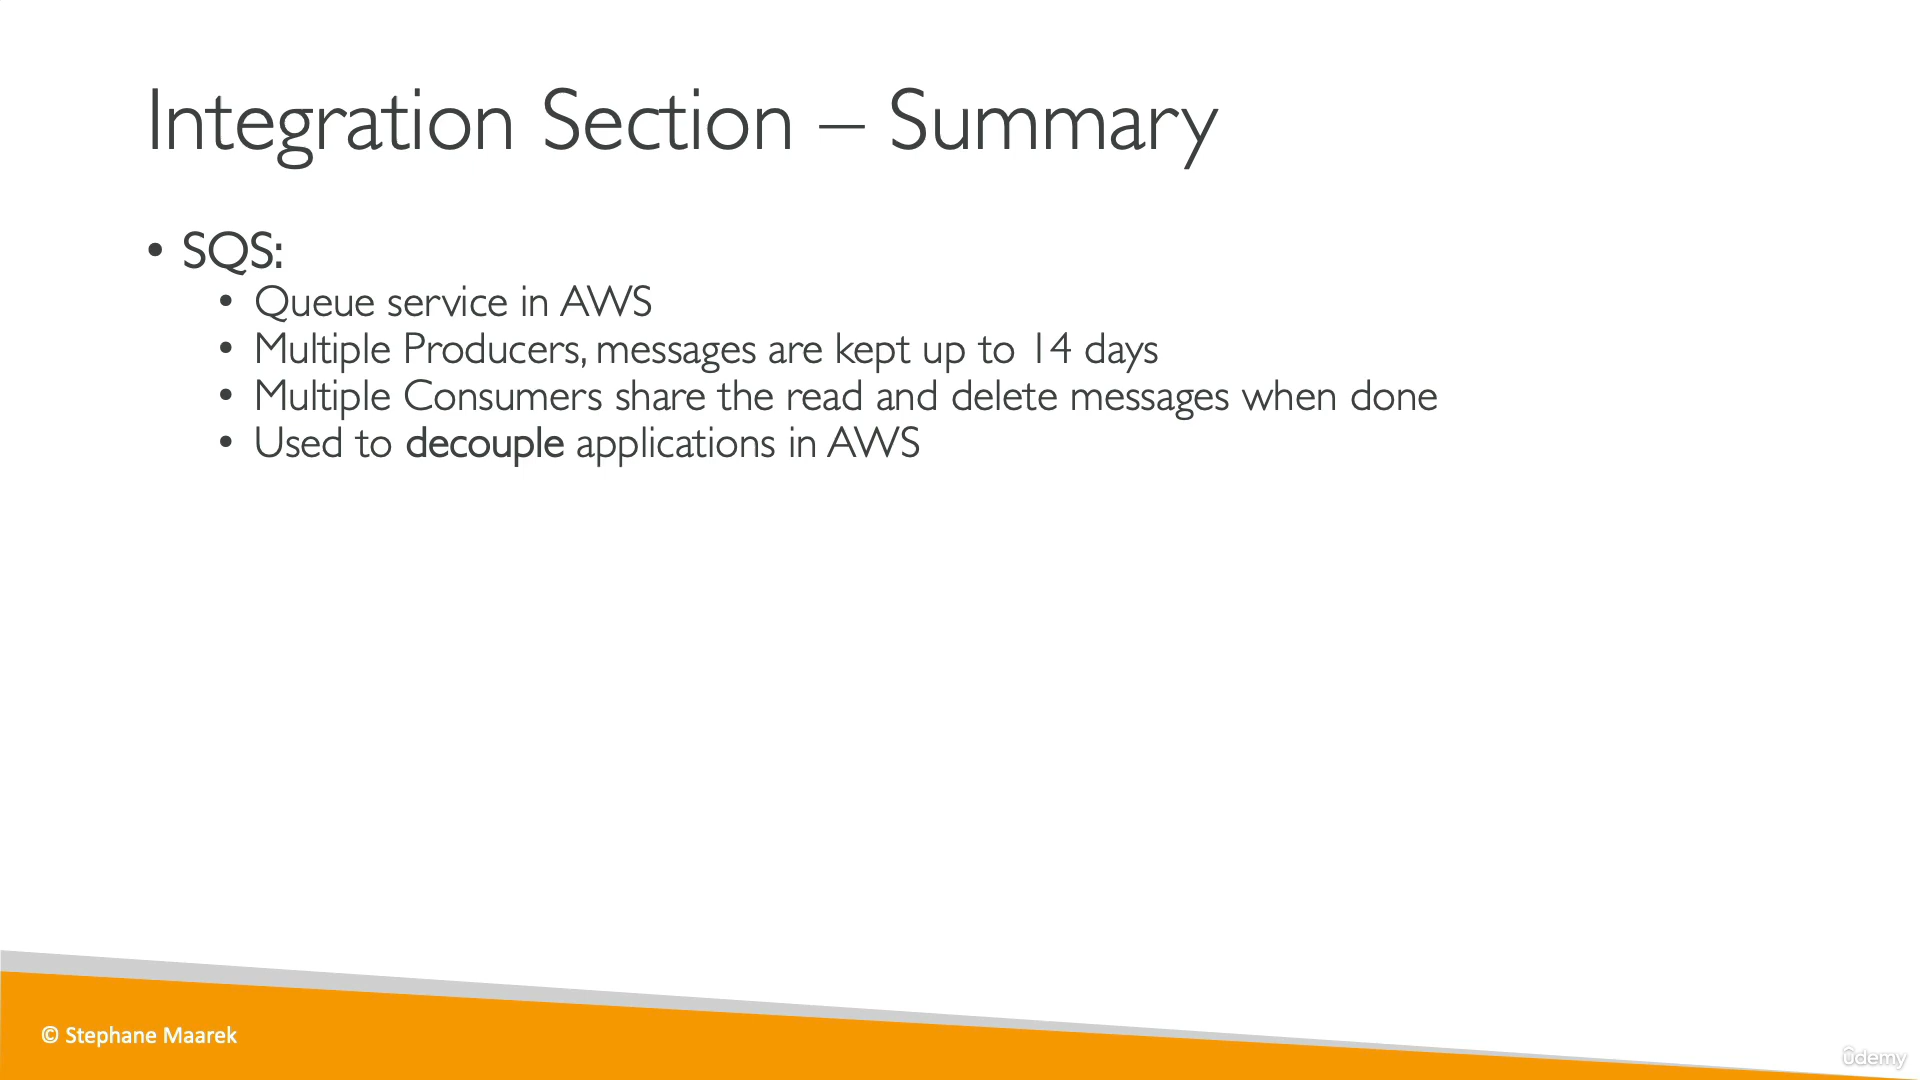 Integration Section – Summary
• SQS:
• Queue service in AWS
• Multiple Producers, messages are kept up to 14 days
• Multiple Consumers share the read and delete messages when done
• Used to decouple applications in AWS
© Stephane Maarek
ûdemy